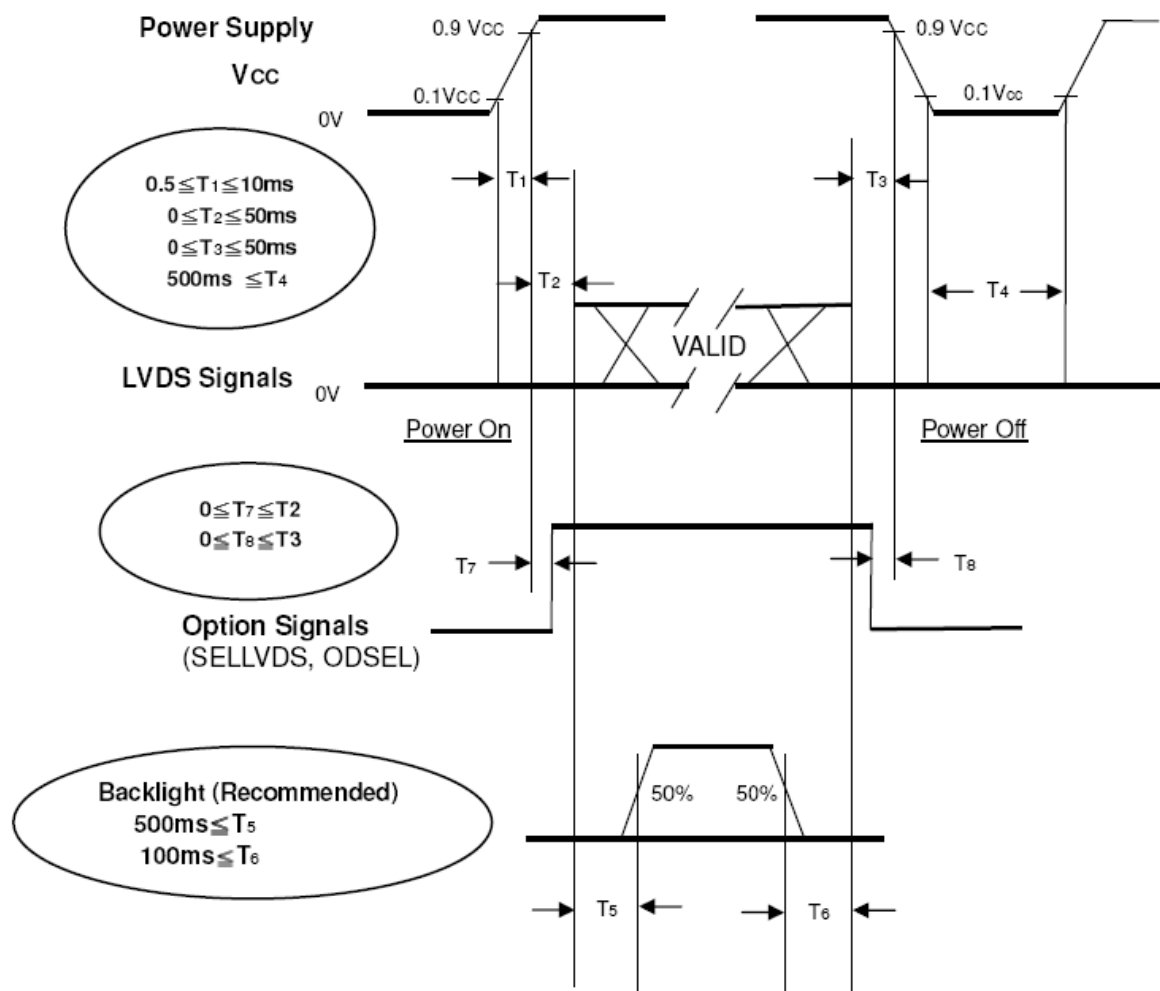 Power Supply
Vcc
0.9 Vcc
0.9 Vcc
0.1Vcc
0.1Vcc
0V
0.5≦T1≦10ms
0≦T2≦50ms
0≦T3≦50ms
500ms ≦T4
T1
T3
T2
T4
VALID
LVDS Signals
0V
Power On
Power Off
0≦T7≦T2
0≦T8≦T3
T7
T8
Option Signals
(SELLVDS, ODSEL)
Backlight (Recommended)
500ms≦T5
100ms≦T6
50%
50%
T5
T6